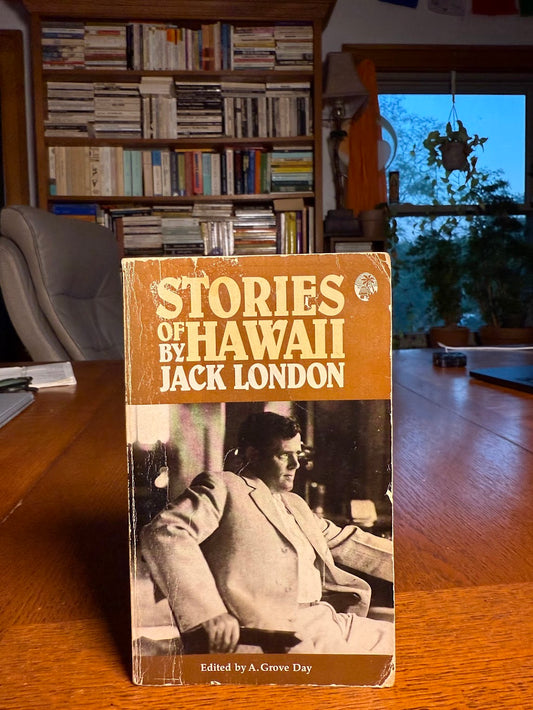 STORIES
OF HAWAII
BY
JACK LONDON
Edited by A. Grove Day